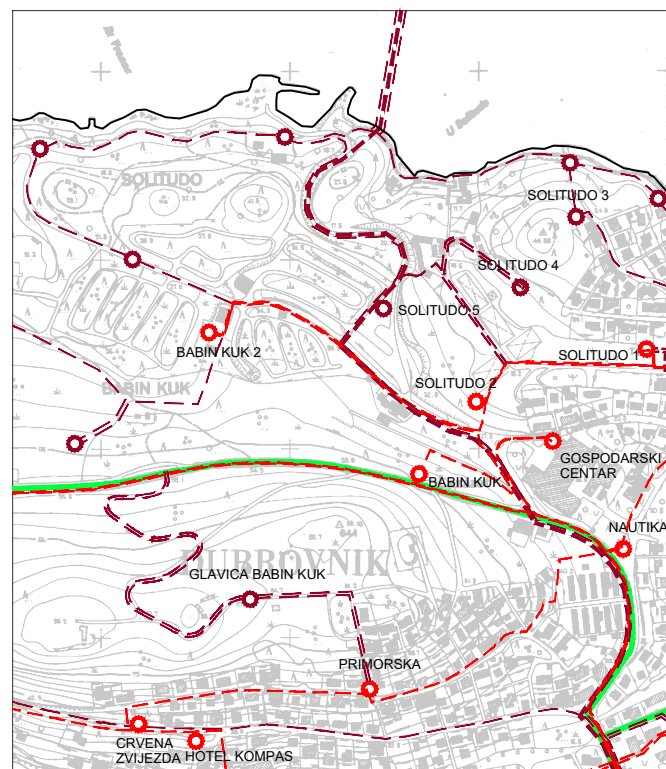 SOLITUDO
SOLITUDO 3
SOLITUDO 4
SOLITUDO 5
BABIN KUK 2
SOLITUDO 1
SOLITUDO 2
BABIN KUK
GOSPODARSKI
CENTAR
BABIN KUK
NAUTIKA
DUBROVNIK 3
GLAVICA BABIN KUK
PRIMORSKA
CRVENA
ZVIJEZDA HOTEL KOMPAS